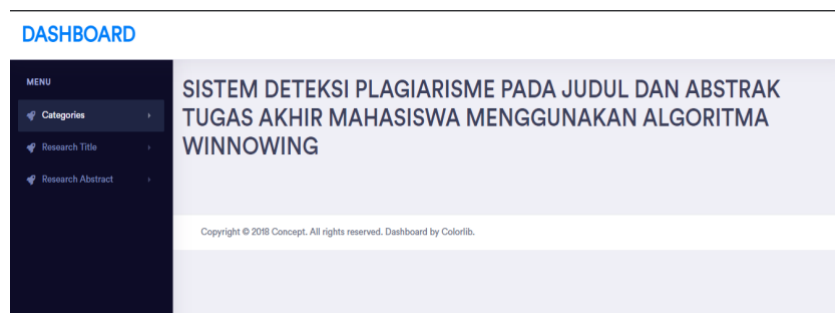 DASHBOARD
MENU
Categories
Research Title
Research Abstract
SISTEM DETEKSI PLAGIARISME PADA JUDUL DAN ABSTRAK
TUGAS AKHIR MAHASISWA MENGGUNAKAN ALGORITMA
WINNOWING
Copyright © 2018 Concept. All rights reserved. Dashboard by Colorlib.